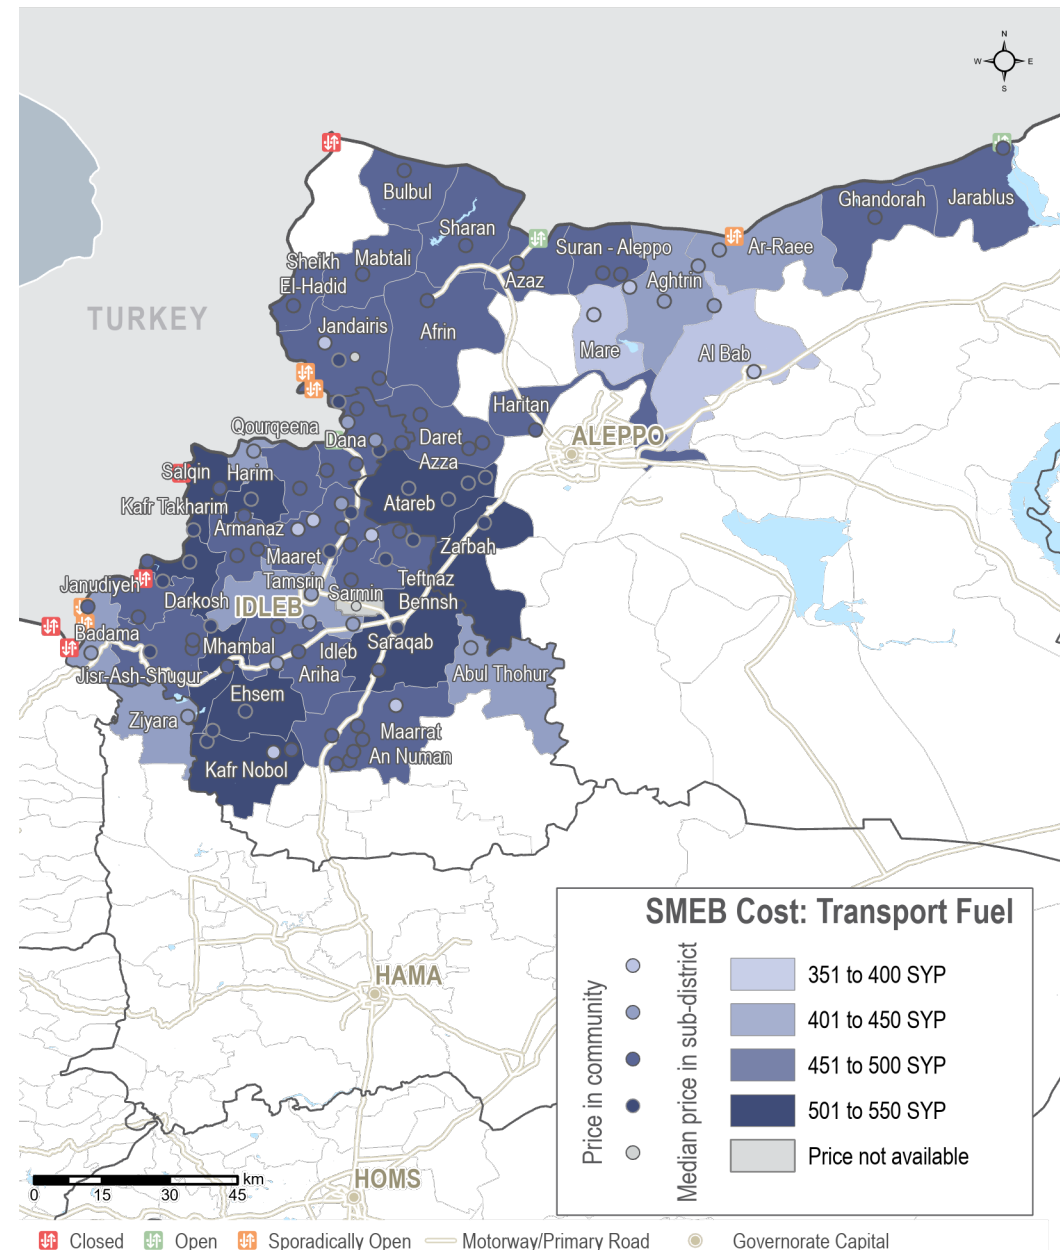 N
W E
S
Bulbul
Ghandorah
Jarablus
Sharan
Suran - Aleppo
Ar-Raee
Mabtali
Sheikh
El-Hadid
Azaz
Aghtrin
TURKEY
Jandairis
Afrin
Mare
Al Bab
Haritan
Qourqeena
Dana
Daret
Azza
ALEPPO
Salqin
Harim
Kafr Takharim
Atareb
Armanaz
Zarbah
Maaret
Tamsrin
Teftnaz
Janudiyeh
Darkosh
IDLEB
Sarmin
Bennsh
Badama
Mhambal
Idleb
Saraqab
Jisr-Ash-Shugur
Ariha
Abul Thohur
Ehsem
Ziyara
Maarrat
An Numan
Kafr Nobol
HAMA
HOMS
SMEB Cost: Transport Fuel
Price in community
Median price in sub-district
351 to 400 SYP
401 to 450 SYP
451 to 500 SYP
501 to 550 SYP
Price not available
km
0 15 30 45
Closed Open Sporadically Open Motorway/Primary Road Governorate Capital